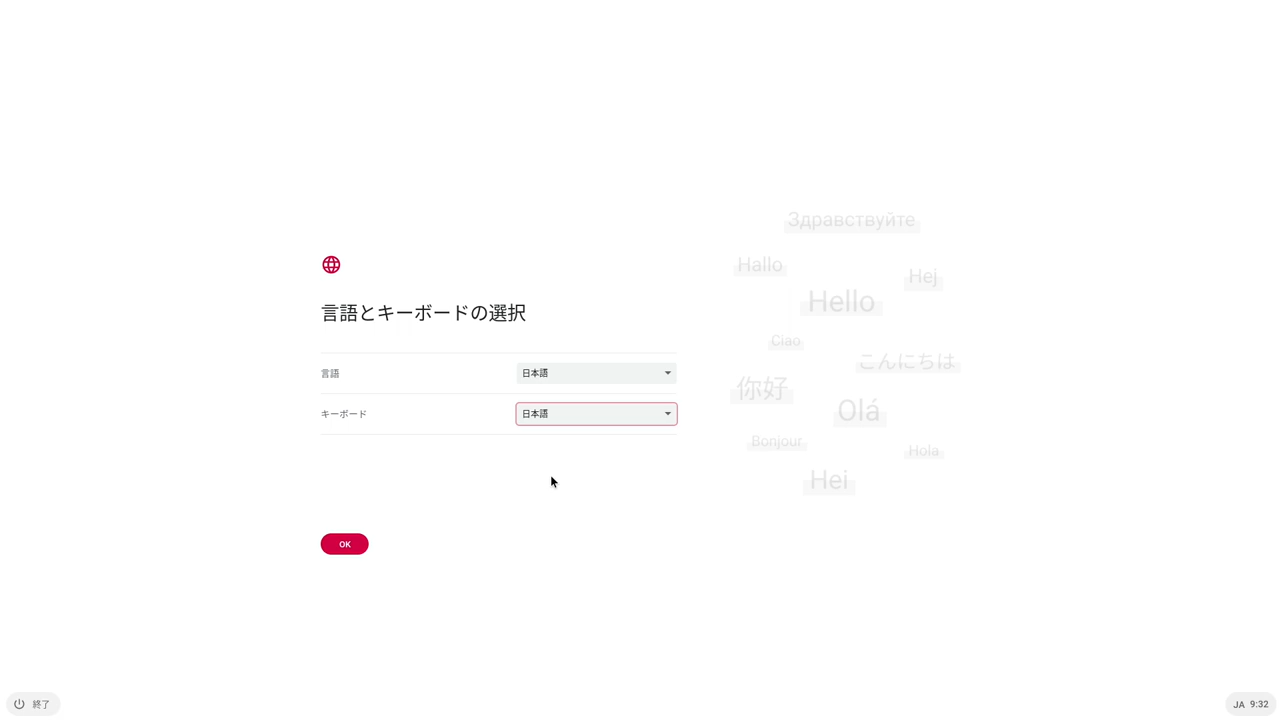 言語とキーボードの選択
言語 日本語
キーボード 日本語
OK
Здравствуйте
Hallo
Hej
Hello
Ciao
こんにちは
你好
Olá
Bonjour
Hola
Hei
終了
JA 9:32